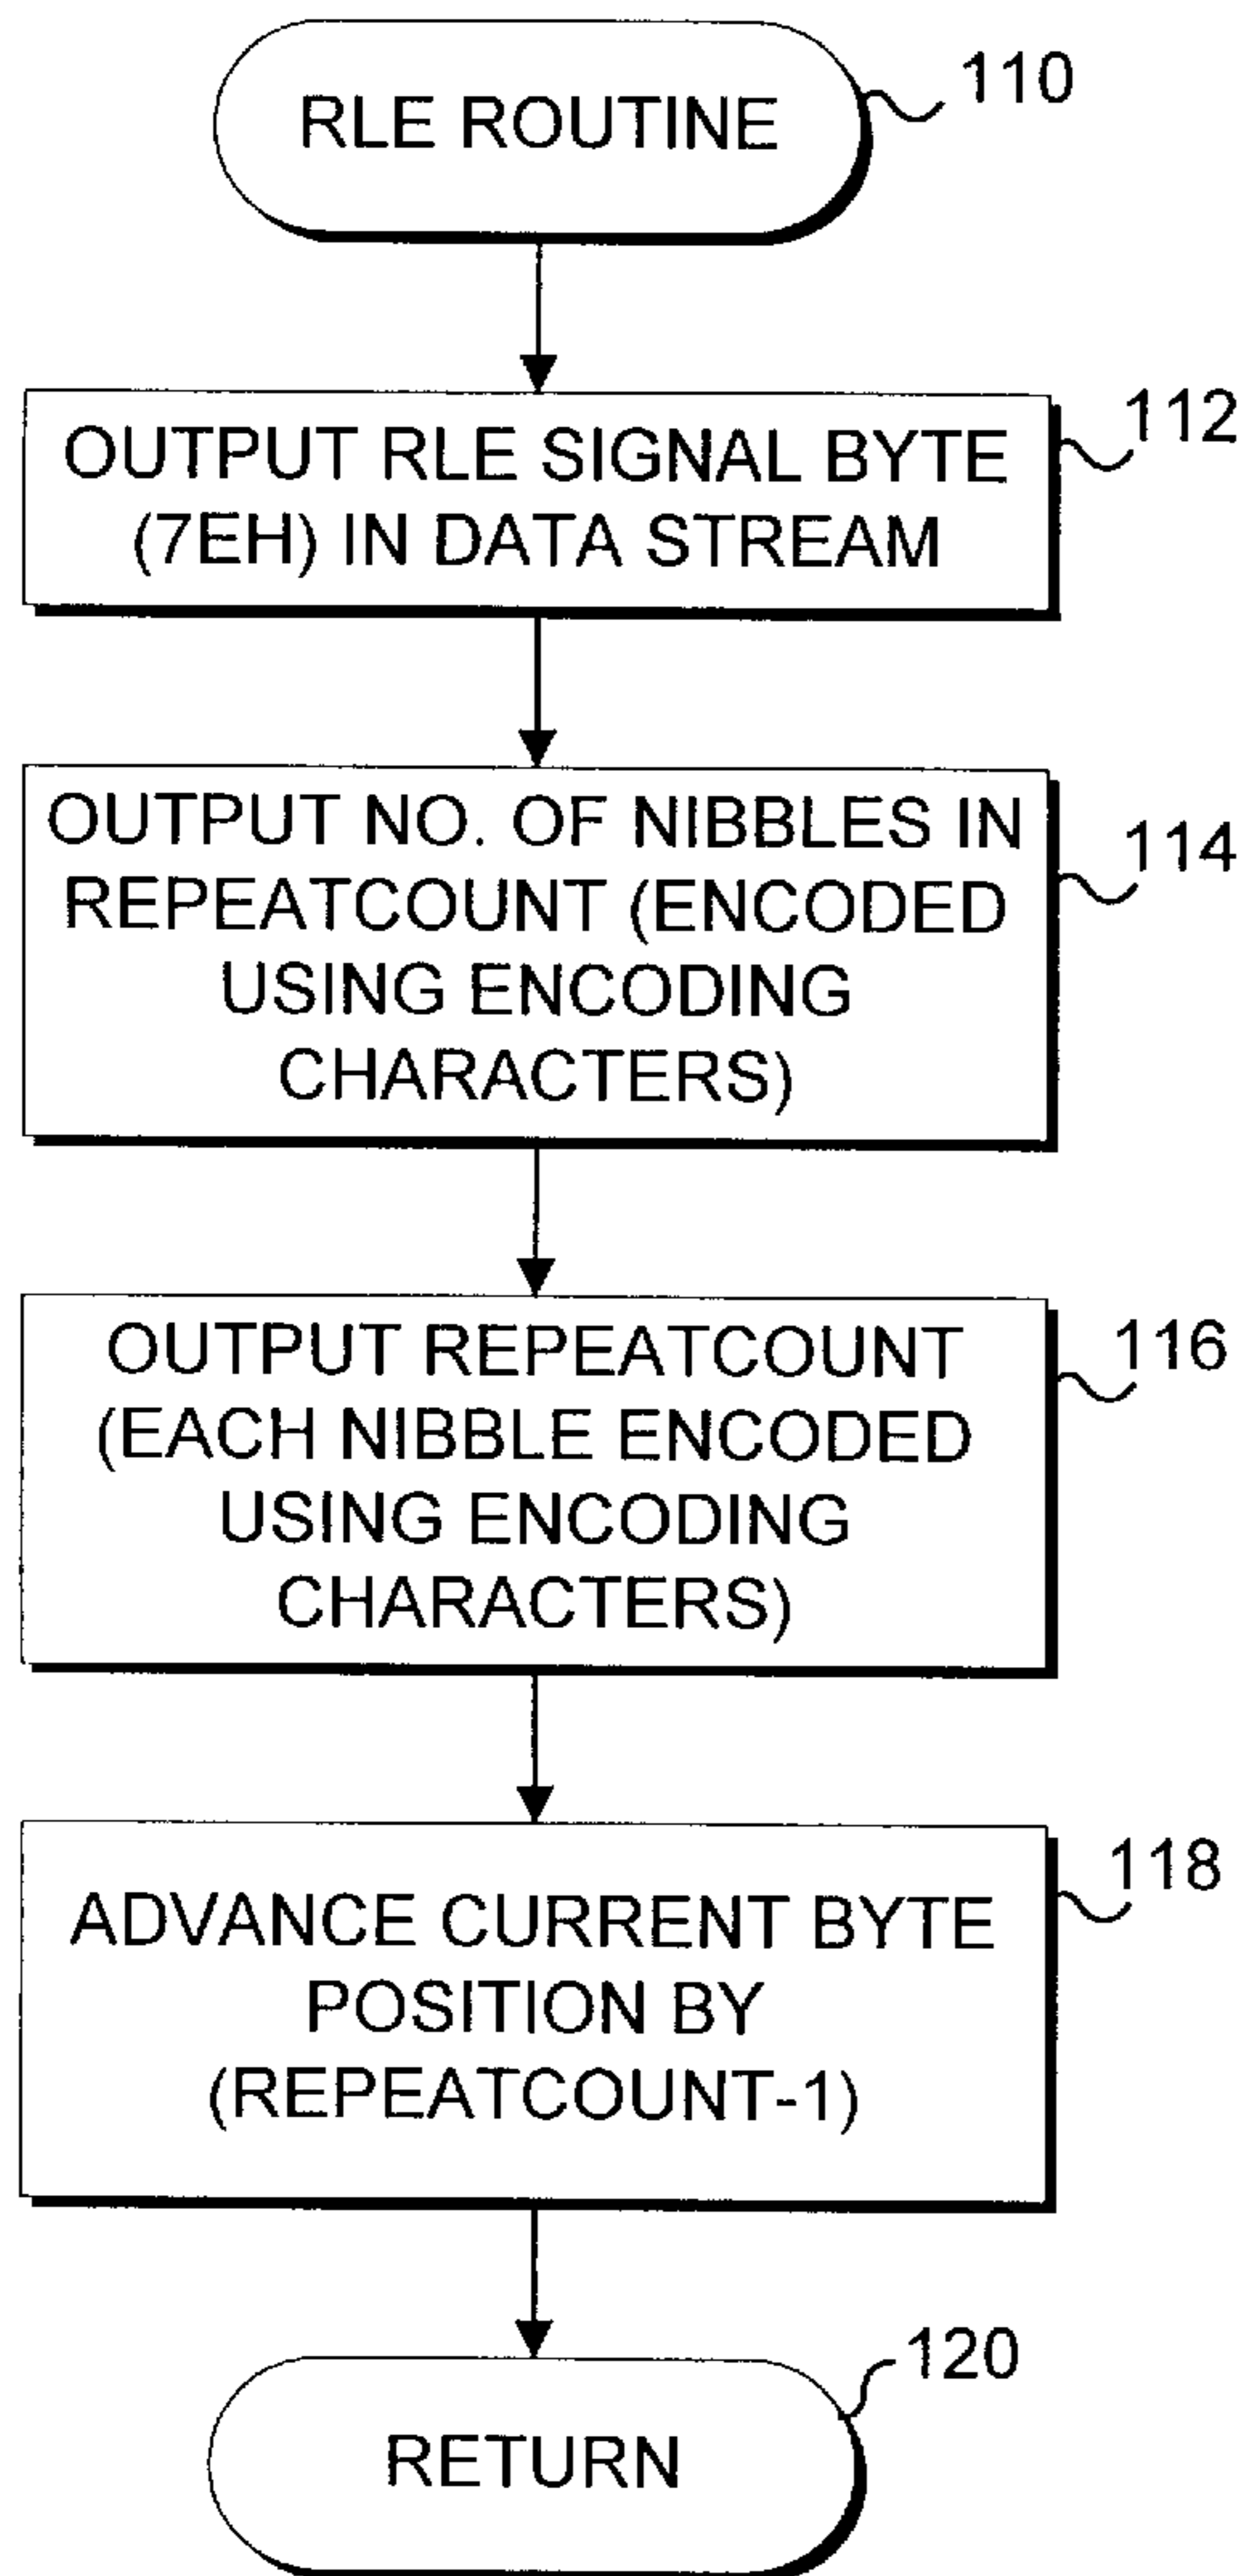 RLE ROUTINE
110
OUTPUT RLE SIGNAL BYTE
(7EH) IN DATA STREAM
112
OUTPUT NO. OF NIBBLES IN
REPEATCOUNT (ENCODED
USING ENCODING
CHARACTERS)
114
OUTPUT REPEATCOUNT
(EACH NIBBLE ENCODED
USING ENCODING
CHARACTERS)
116
ADVANCE CURRENT BYTE
POSITION BY
(REPEATCOUNT-1)
118
RETURN
120